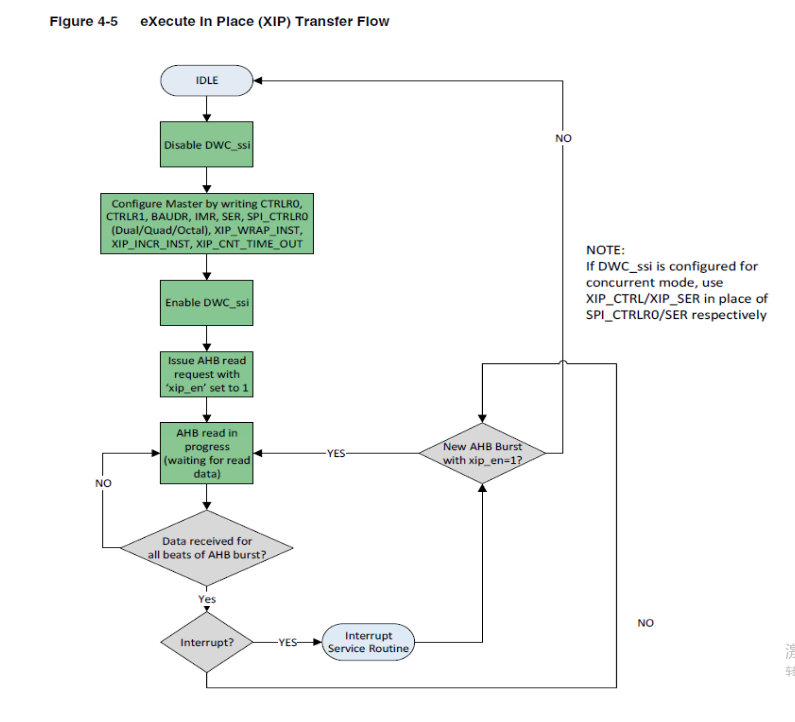 Figure 4-5 eXecute In Place (XIP) Transfer Flow
IDLE
NO
Disable DWC_ssi
Configure Master by writing CTRLR0,
CTRLR1, BAUDR, IMR, SER, SPI_CTRLR0
(Dual/Quad/Octal), XIP_WRAP_INST,
XIP_INCR_INST, XIP_CNT_TIME_OUT
NOTE:
If DWC_ssi is configured for
concurrent mode, use
XIP_CTRL/XIP_SER in place of
SPI_CTRLR0/SER respectively
Enable DWC_ssi
Issue AHB read
request with
'xip_en' set to 1
AHB read in
progress
(waiting for read
data)
YES
New AHB Burst
with xip_en=1?
NO
Data received for
all beats of AHB burst?
Yes
Interrupt?
YES
Interrupt
Service Routine
NO